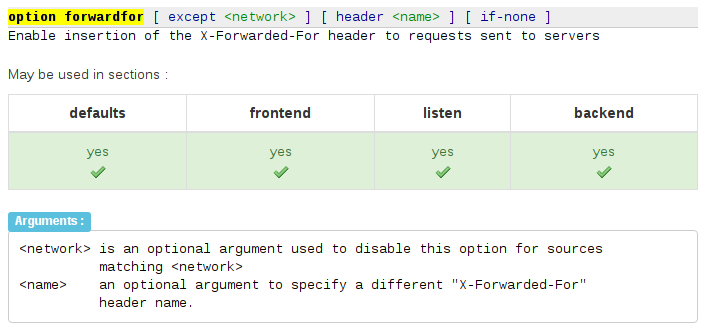 option forwardfor [ except <network> ] [ header <name> ] [ if-none ]
Enable insertion of the X-Forwarded-For header to requests sent to servers
May be used in sections :
defaults frontend listen backend
yes yes yes yes
Arguments :
<network> is an optional argument used to disable this option for sources
matching <network>
<name> an optional argument to specify a different "X-Forwarded-For"
header name.